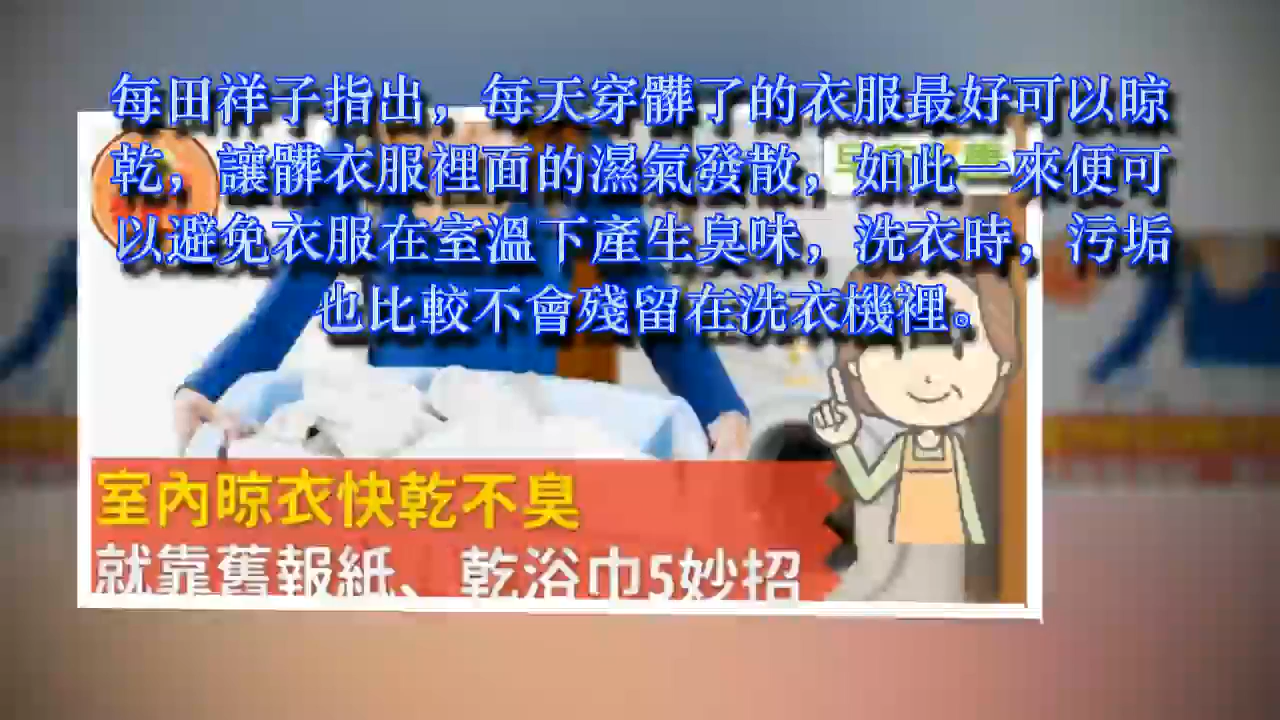 每田祥子指出，每天穿髒了的衣服最好可以晾
乾，讓髒衣服裡面的濕氣發散，如此一來便可
以避免衣服在室溫下產生臭味，洗衣時，污垢
也比較不會殘留在洗衣機裡。
室內晾衣快乾不臭
就靠舊報紙、乾浴巾5妙招